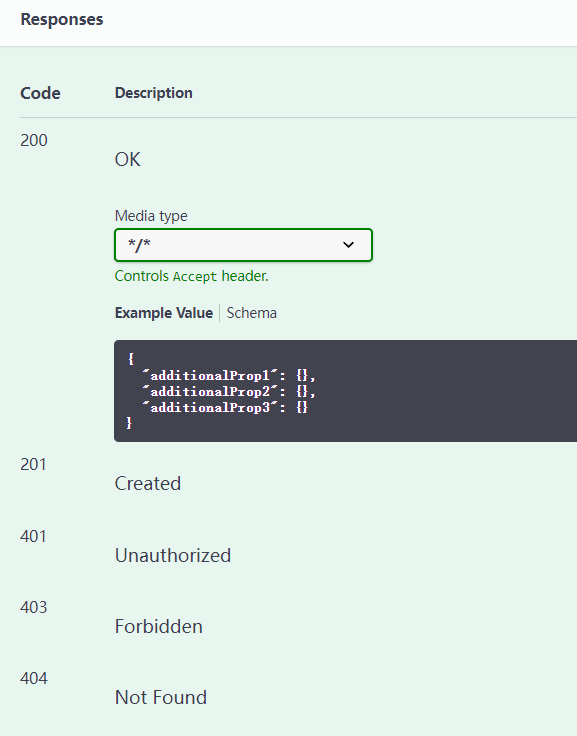 Responses
Code Description
200
OK
Media type
*/*
Controls Accept header.
Example Value Schema
{
"additionalProp1": {},
"additionalProp2": {},
"additionalProp3": {}
}
201
Created
401
Unauthorized
403
Forbidden
404
Not Found